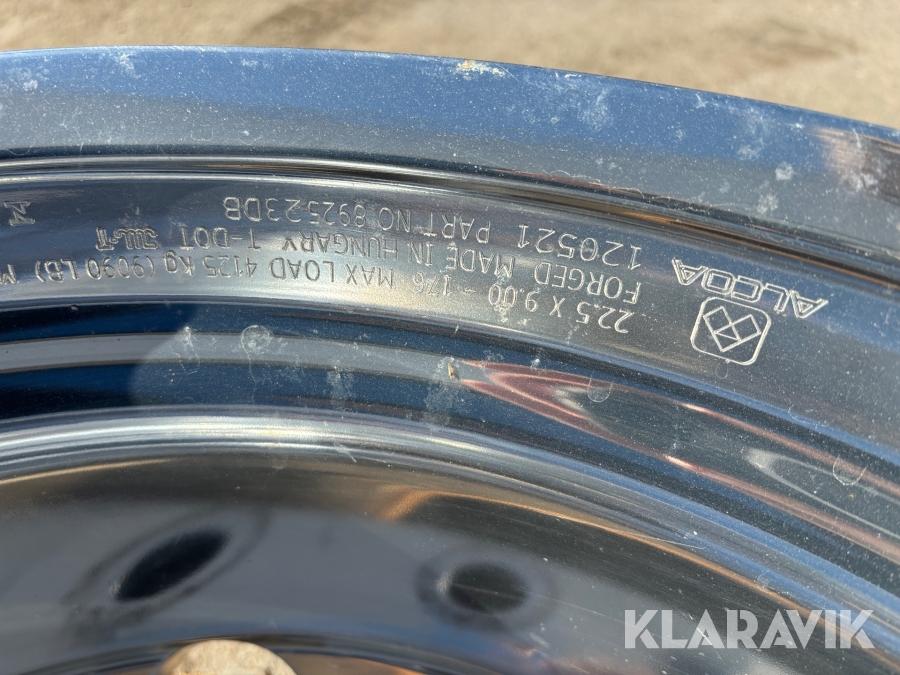 ALCOA
22.5 X 9.00 - 176 MAX LOAD 4125 kg (9090 LB) M
FORGED MADE IN HUNGARY T-DOT
120521 PART NO 892523DB
KLARAVIK